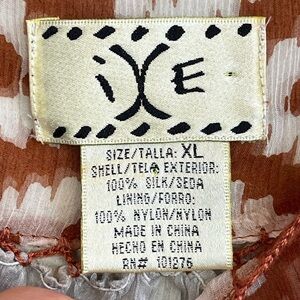 i E
SIZE/TALLA: XL
SHELL/TELA EXTERIOR:
100% SILK/SEDA
LINING/FORRO:
100% NYLON/NYLON
MADE IN CHINA
HECHO EN CHINA
RN# 101276